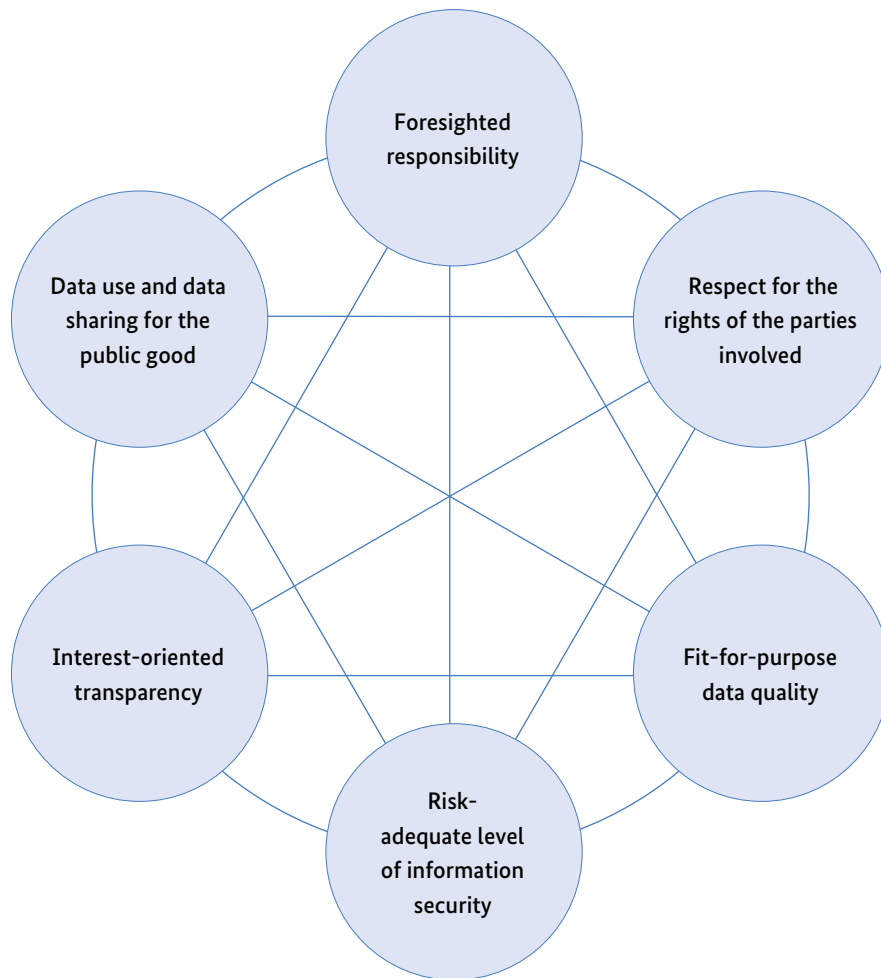 Foresighted
responsibility
Data use and data
sharing for the
public good
Respect for the
rights of the parties
involved
Interest-oriented
transparency
Fit-for-purpose
data quality
Risk-
adequate level
of information
security